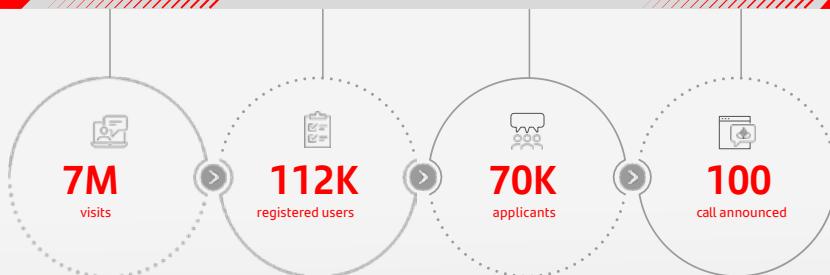 7M
visits
112K
registered users
70K
applicants
100
call announced